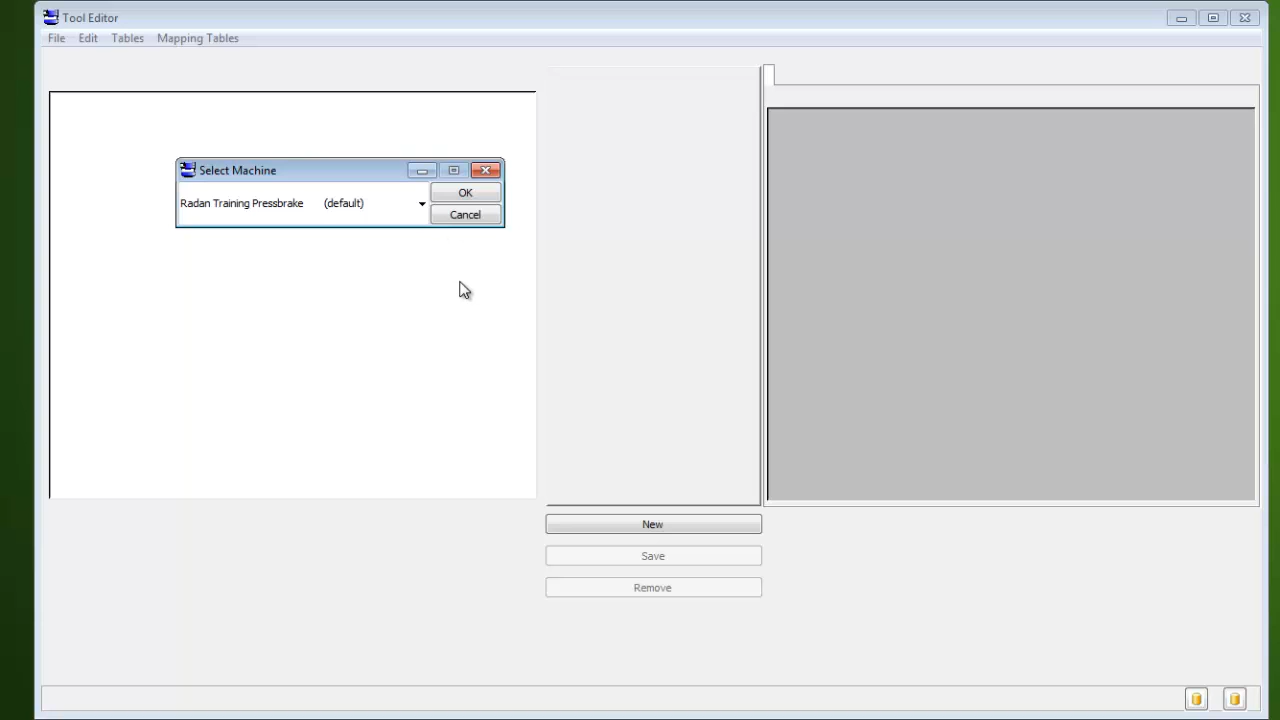 Tool Editor
File Edit Tables Mapping Tables
Select Machine
Radan Training Pressbrake (default)
OK
Cancel
New
Save
Remove